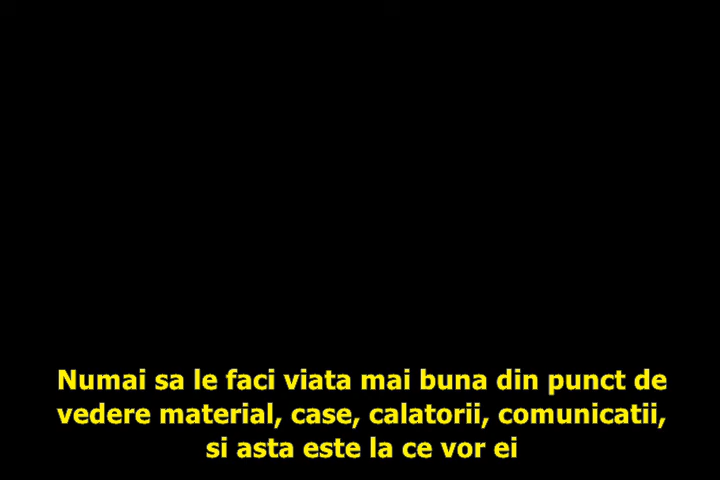 Numai sa le faci viata mai buna din punct de
vedere material, case, calatorii, comunicatii,
si asta este la ce vor ei